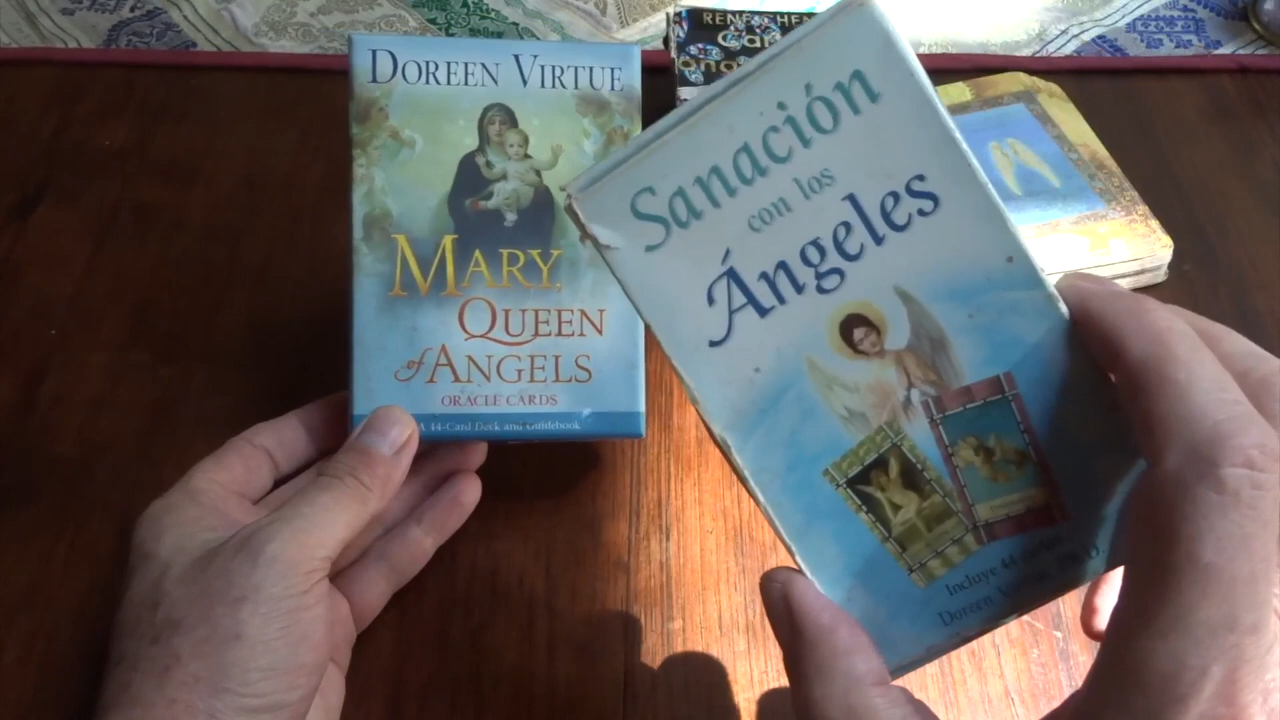 DOREEN VIRTUE
MARY,
QUEEN
of ANGELS
ORACLE CARDS
A 44-Card Deck and Guidebook
Sanación
con los
Ángeles
Incluye 44
Doreen